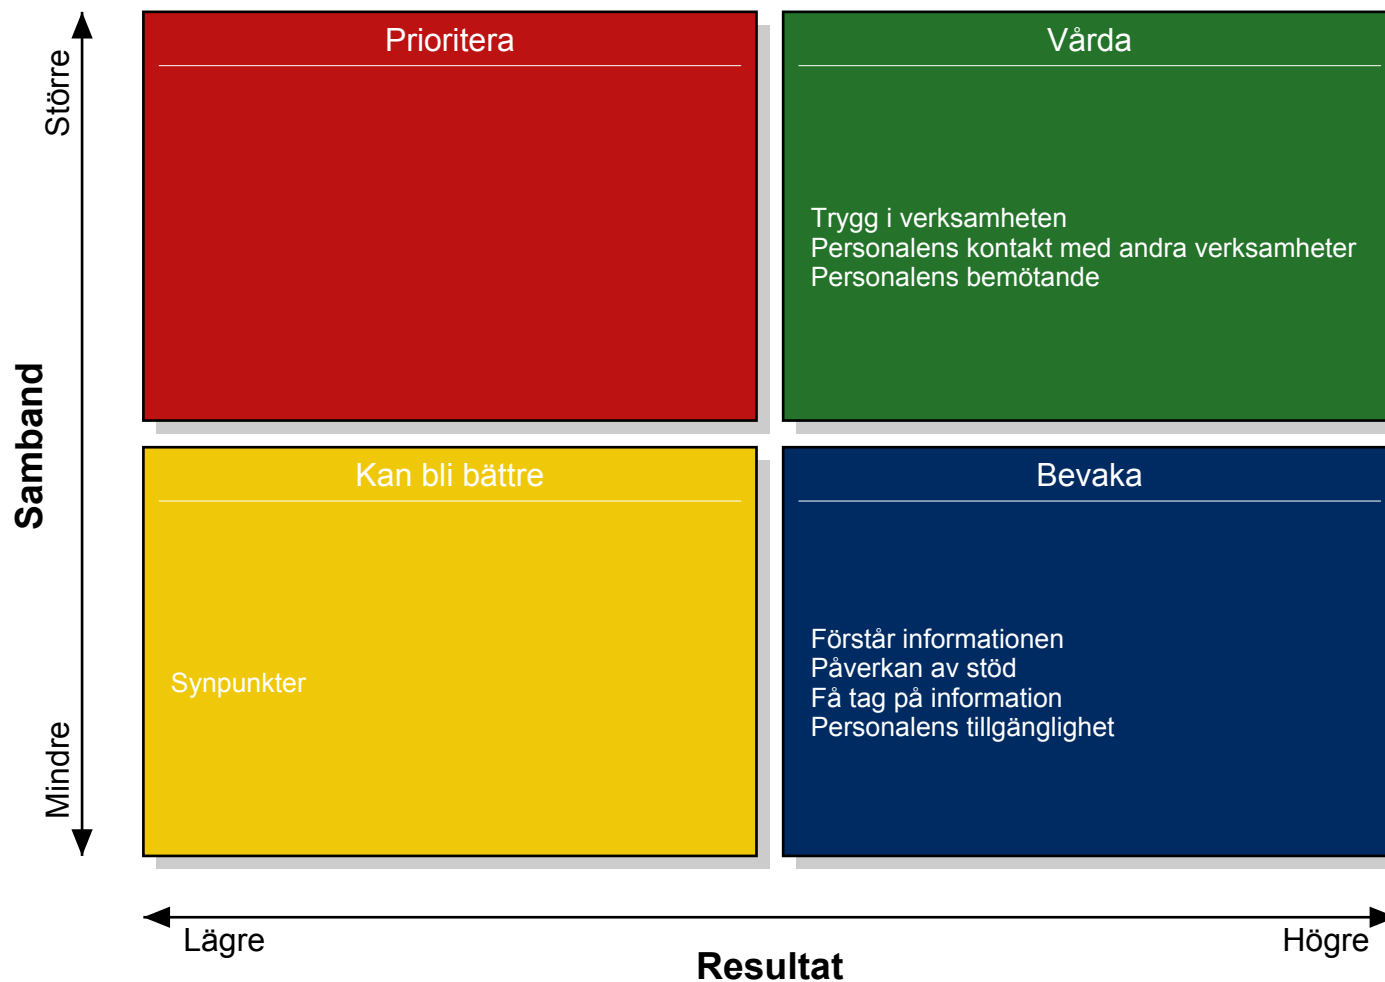 Prioritera
Vårda
Större
Trygg i verksamheten
Personalens kontakt med andra verksamheter
Personalens bemötande
Samband
Kan bli bättre
Bevaka
Synpunkter
Förstår informationen
Påverkan av stöd
Få tag på information
Personalens tillgänglighet
Mindre
Lägre
Högre
Resultat